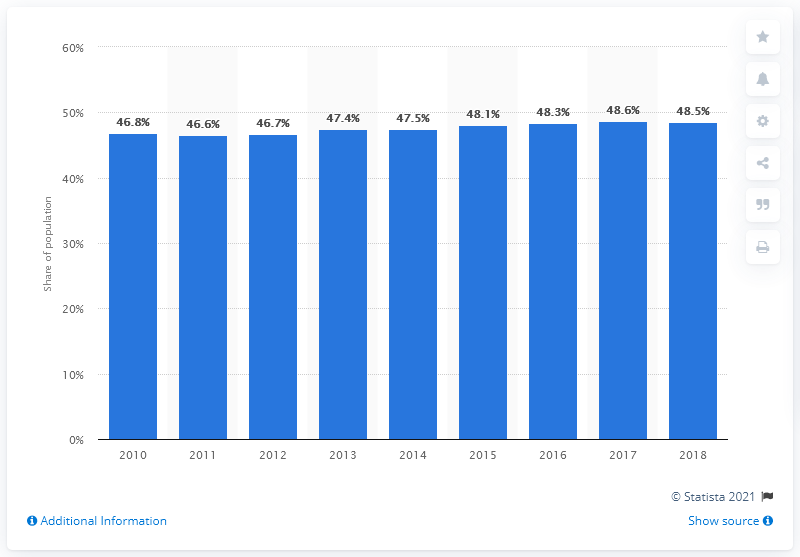 60%
50%
40%
30%
20%
10%
0%
Share of population
46.8% 46.6% 46.7% 47.4% 47.5% 48.1% 48.3% 48.6% 48.5%
2010 2011 2012 2013 2014 2015 2016 2017 2018
© Statista 2021
Additional Information
Show source